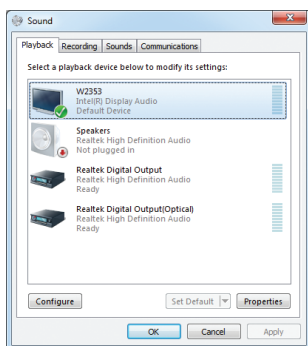 Sound
Playback Recording Sounds Communications
Select a playback device below to modify its settings:
W2353
Intel(R) Display Audio
Default Device
Speakers
Realtek High Definition Audio
Not plugged in
Realtek Digital Output
Realtek High Definition Audio
Ready
Realtek Digital Output(Optical)
Realtek High Definition Audio
Ready
Configure Set Default Properties
OK Cancel Apply